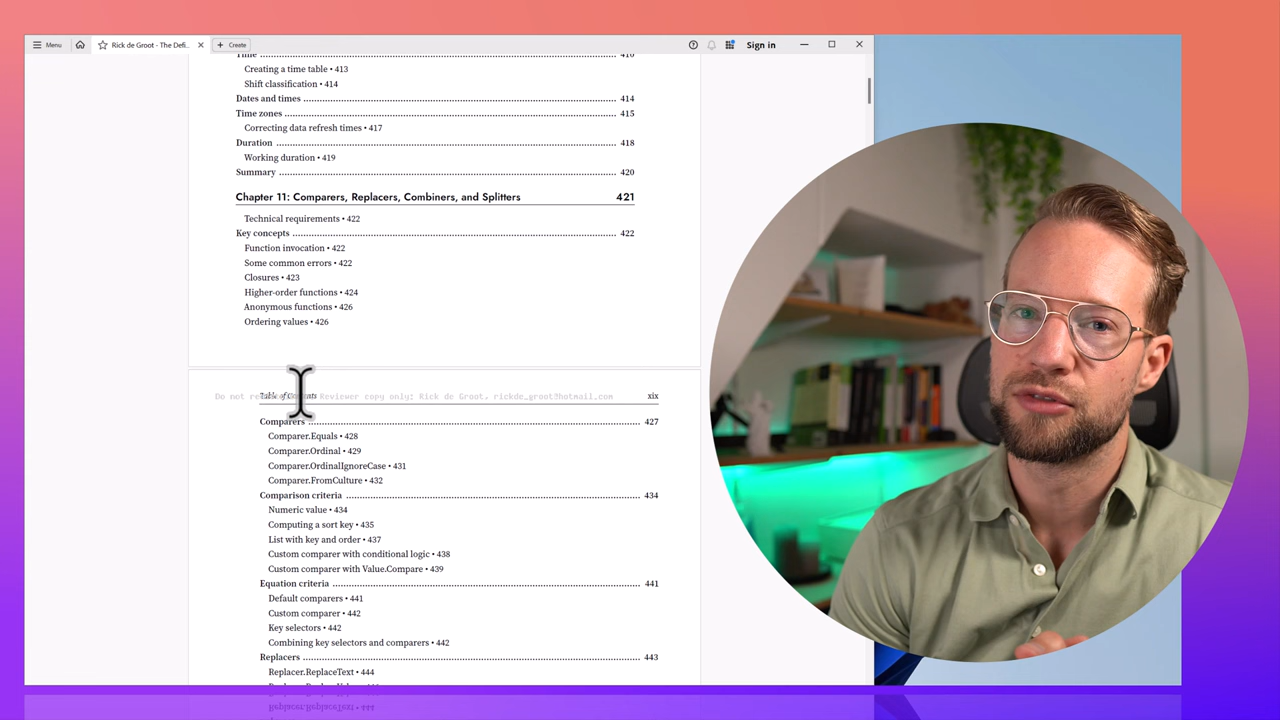 Menu
Rick de Groot - The Defi...
+ Create
Sign in
Time 410
Creating a time table • 413
Shift classification • 414
Dates and times 414
Time zones 415
Correcting data refresh times • 417
Duration 418
Working duration • 419
Summary 420
Chapter 11: Comparers, Replacers, Combiners, and Splitters 421
Technical requirements • 422
Key concepts 422
Function invocation • 422
Some common errors • 422
Closures • 423
Higher-order functions • 424
Anonymous functions • 426
Ordering values • 426
Table of Contents xix
Do not Reviewer copy only: Rick de Groot, rickde_groot@hotmail.com
Comparers 427
Comparer.Equals • 428
Comparer.Ordinal • 429
Comparer.OrdinalIgnoreCase • 431
Comparer.FromCulture • 432
Comparison criteria 434
Numeric value • 434
Computing a sort key • 435
List with key and order • 437
Custom comparer with conditional logic • 438
Custom comparer with Value.Compare • 439
Equation criteria 441
Default comparers • 441
Custom comparer • 442
Key selectors • 442
Combining key selectors and comparers • 442
Replacers 443
Replacer.ReplaceText • 444